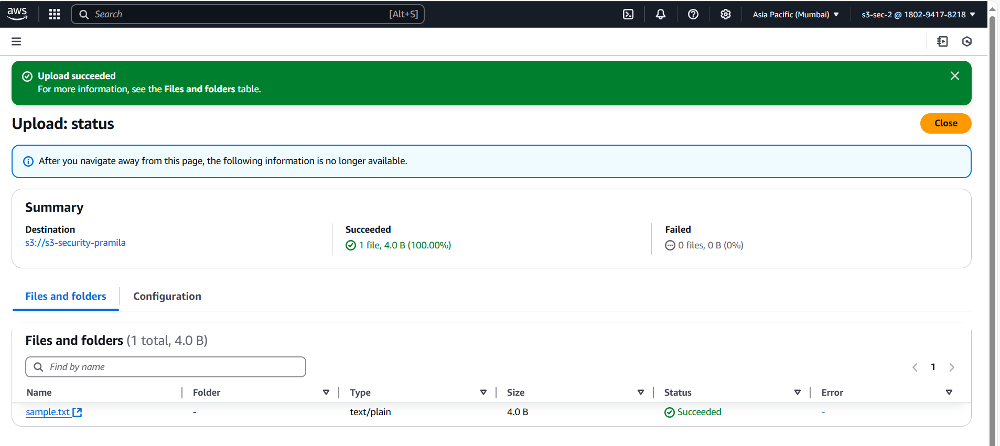 aws
Search [Alt+S]
Asia Pacific (Mumbai)
s3-sec-2 @ 1802-9417-8218
Upload succeeded
For more information, see the Files and folders table.
Upload: status
Close
After you navigate away from this page, the following information is no longer available.
Summary
Destination
s3://s3-security-pramila
Succeeded
1 file, 4.0 B (100.00%)
Failed
0 files, 0 B (0%)
Files and folders
Configuration
Files and folders (1 total, 4.0 B)
Find by name
1
Name Folder Type Size Status Error
sample.txt - text/plain 4.0 B Succeeded -